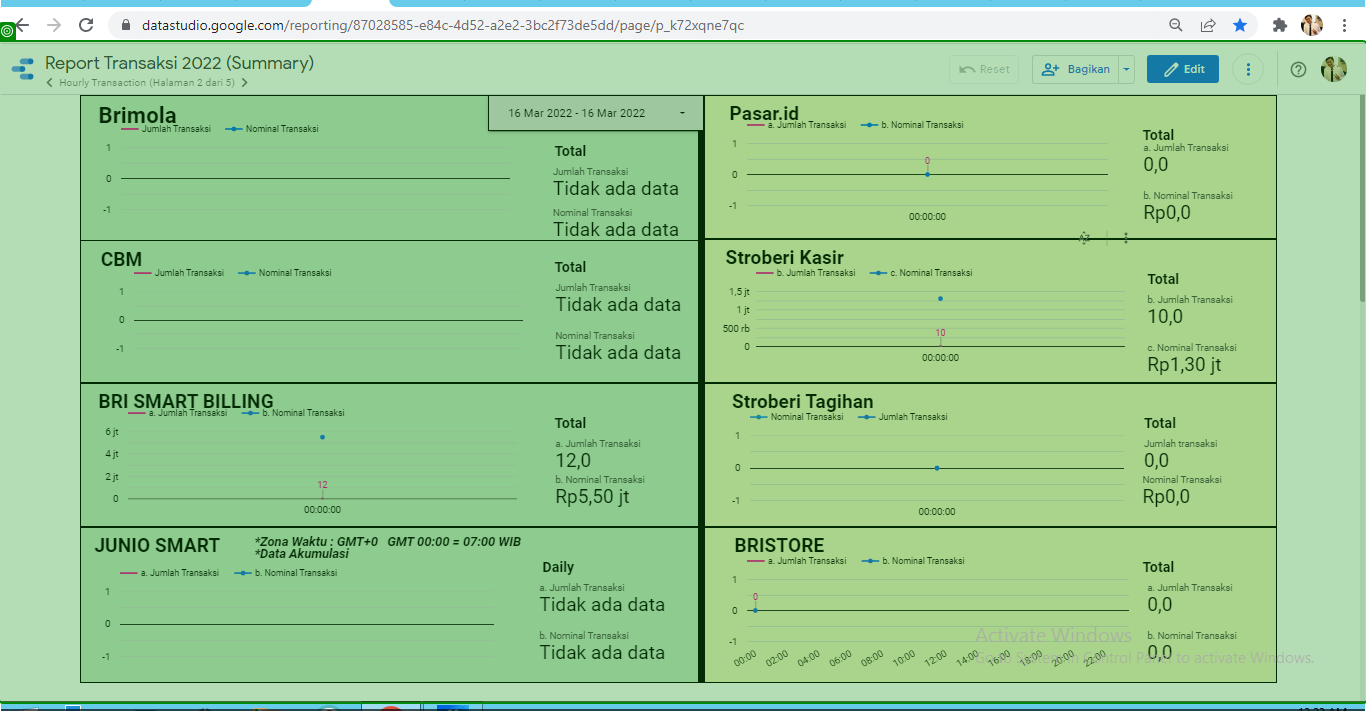 datastudio.google.com/reporting/87028585-e84c-4d52-a2e2-3bc2f73de5dd/page/p_k72xqne7qc
Report Transaksi 2022 (Summary)
Hourly Transaction (Halaman 2 dari 5)
Reset
Bagikan
Edit
Brimola
16 Mar 2022 - 16 Mar 2022
Jumlah Transaksi
Nominal Transaksi
1
0
-1
Total
Jumlah Transaksi
Tidak ada data
Nominal Transaksi
Tidak ada data
Pasar.id
a. Jumlah Transaksi
b. Nominal Transaksi
1
0
-1
0
00:00:00
Total
a. Jumlah Transaksi
0,0
b. Nominal Transaksi
Rp0,0
CBM
Jumlah Transaksi
Nominal Transaksi
1
0
-1
Total
Jumlah Transaksi
Tidak ada data
Nominal Transaksi
Tidak ada data
Stroberi Kasir
b. Jumlah Transaksi
c. Nominal Transaksi
1,5 jt
1 jt
500 rb
0
10
00:00:00
Total
b. Jumlah Transaksi
10,0
c. Nominal Transaksi
Rp1,30 jt
BRI SMART BILLING
a. Jumlah Transaksi
b. Nominal Transaksi
6 jt
4 jt
2 jt
0
12
00:00:00
Total
a. Jumlah Transaksi
12,0
b. Nominal Transaksi
Rp5,50 jt
Stroberi Tagihan
Nominal Transaksi
Jumlah Transaksi
1
0
-1
00:00:00
Total
Jumlah transaksi
0,0
Nominal Transaksi
Rp0,0
JUNIO SMART
*Zona Waktu : GMT+0 GMT 00:00 = 07:00 WIB
*Data Akumulasi
a. Jumlah Transaksi
b. Nominal Transaksi
1
0
-1
Daily
a. Jumlah Transaksi
Tidak ada data
b. Nominal Transaksi
Tidak ada data
BRISTORE
a. Jumlah Transaksi
b. Nominal Transaksi
1
0
-1
0
00:00
02:00
04:00
06:00
08:00
10:00
12:00
14:00
16:00
18:00
20:00
22:00
Total
a. Jumlah Transaksi
0,0
b. Nominal Transaksi
0,0
Activate Windows
Go to System in Control Panel to activate Windows.